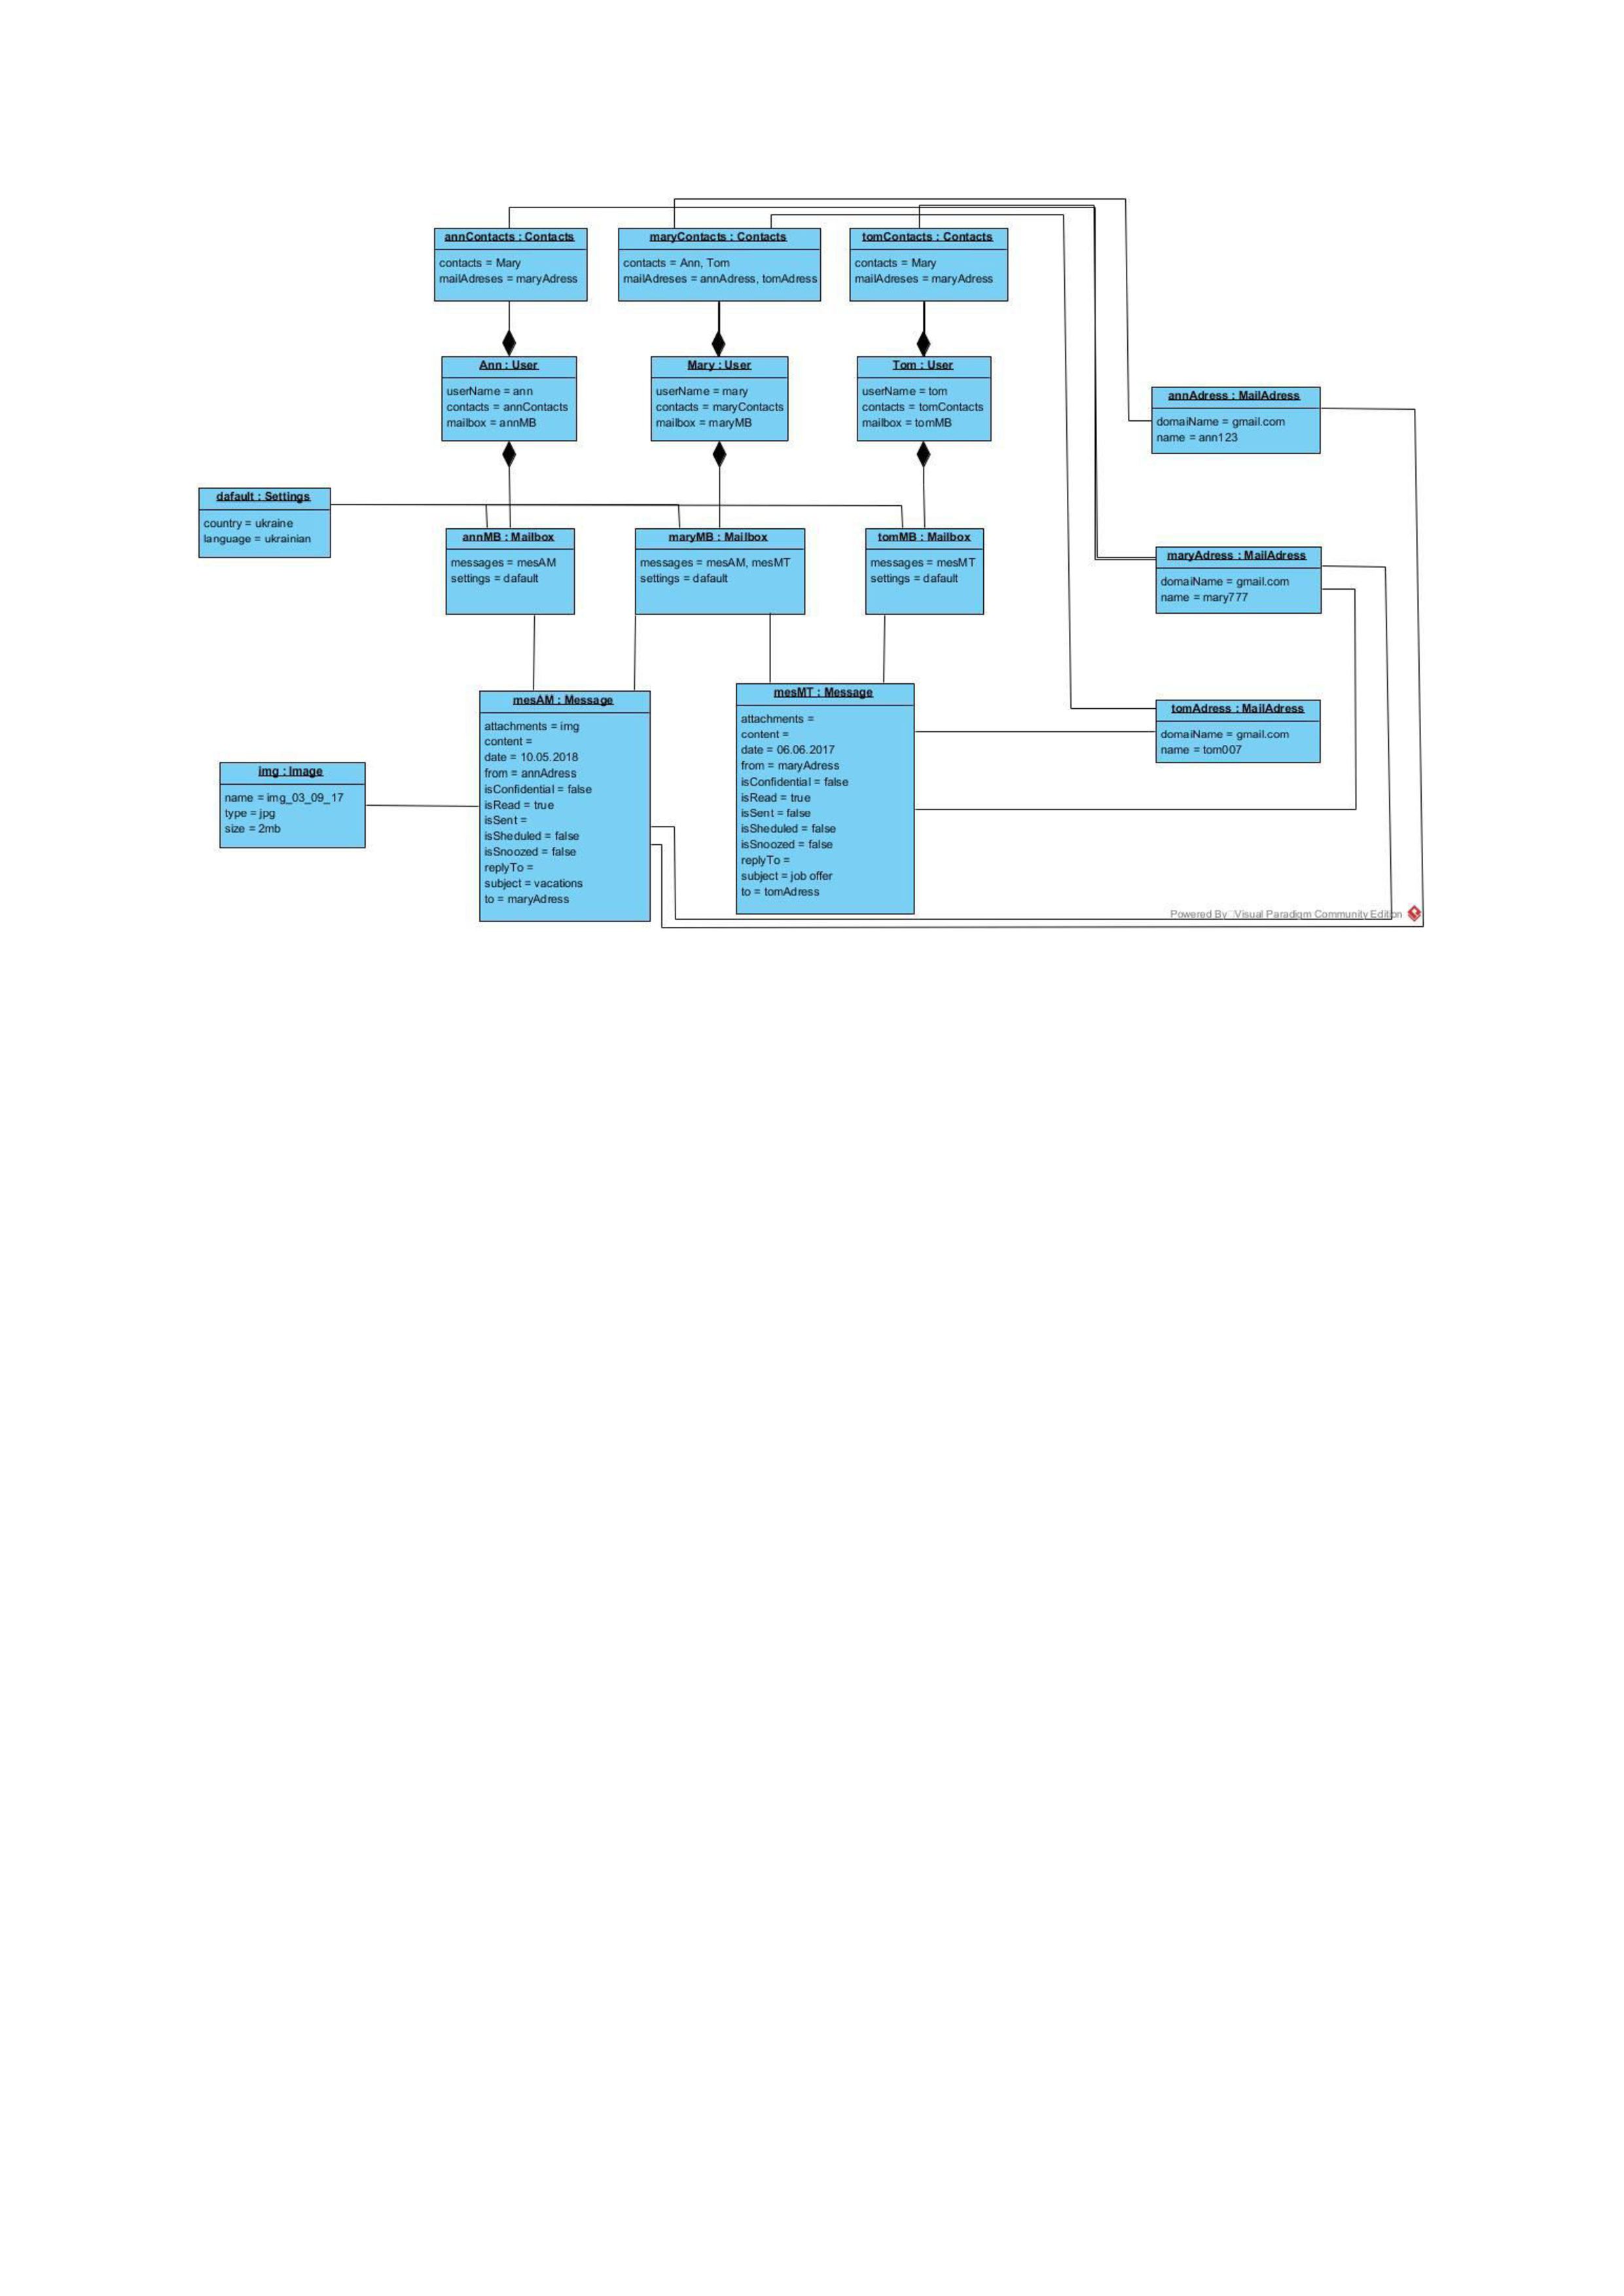 annContacts : Contacts
contacts = Mary
mailAdreses = maryAdress
maryContacts : Contacts
contacts = Ann, Tom
mailAdreses = annAdress, tomAdress
tomContacts : Contacts
contacts = Mary
mailAdreses = maryAdress
Ann : User
userName = ann
contacts = annContacts
mailbox = annMB
Mary : User
userName = mary
contacts = maryContacts
mailbox = maryMB
Tom : User
userName = tom
contacts = tomContacts
mailbox = tomMB
annAdress : MailAdress
domaiName = gmail.com
name = ann123
dafault : Settings
country = ukraine
language = ukrainian
annMB : Mailbox
messages = mesAM
settings = dafault
maryMB : Mailbox
messages = mesAM, mesMT
settings = dafault
tomMB : Mailbox
messages = mesMT
settings = dafault
maryAdress : MailAdress
domaiName = gmail.com
name = mary777
mesAM : Message
attachments = img
content =
date = 10.05.2018
from = annAdress
isConfidential = false
isRead = true
isSent =
isSheduled = false
isSnoozed = false
replyTo =
subject = vacations
to = maryAdress
mesMT : Message
attachments =
content =
date = 06.06.2017
from = maryAdress
isConfidential = false
isRead = true
isSent = false
isSheduled = false
isSnoozed = false
replyTo =
subject = job offer
to = tomAdress
tomAdress : MailAdress
domaiName = gmail.com
name = tom007
img : Image
name = img_03_09_17
type = jpg
size = 2mb
Powered By Visual Paradigm Community Edition